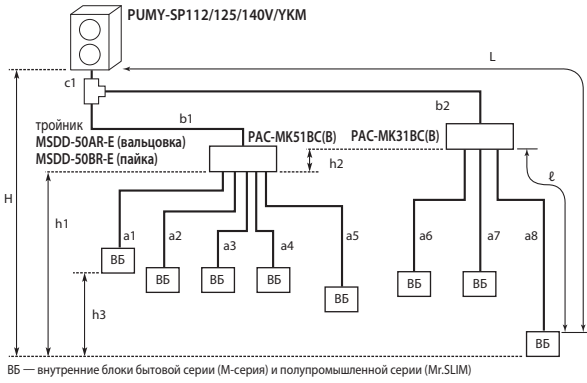 PUMY-SP112/125/140V/YKM
L
c1
b2
b1
тройник
MSDD-50AR-E (вальцовка)
MSDD-50BR-E (пайка)
PAC-MK51BC(B)
PAC-MK31BC(B)
h2
H
h1
ℓ
a1
a2
a3
a4
a5
a6
a7
a8
ВБ
ВБ
ВБ
ВБ
ВБ
ВБ
ВБ
ВБ
h3
ВБ — внутренние блоки бытовой серии (M-серия) и полупромышленной серии (Mr.SLIM)